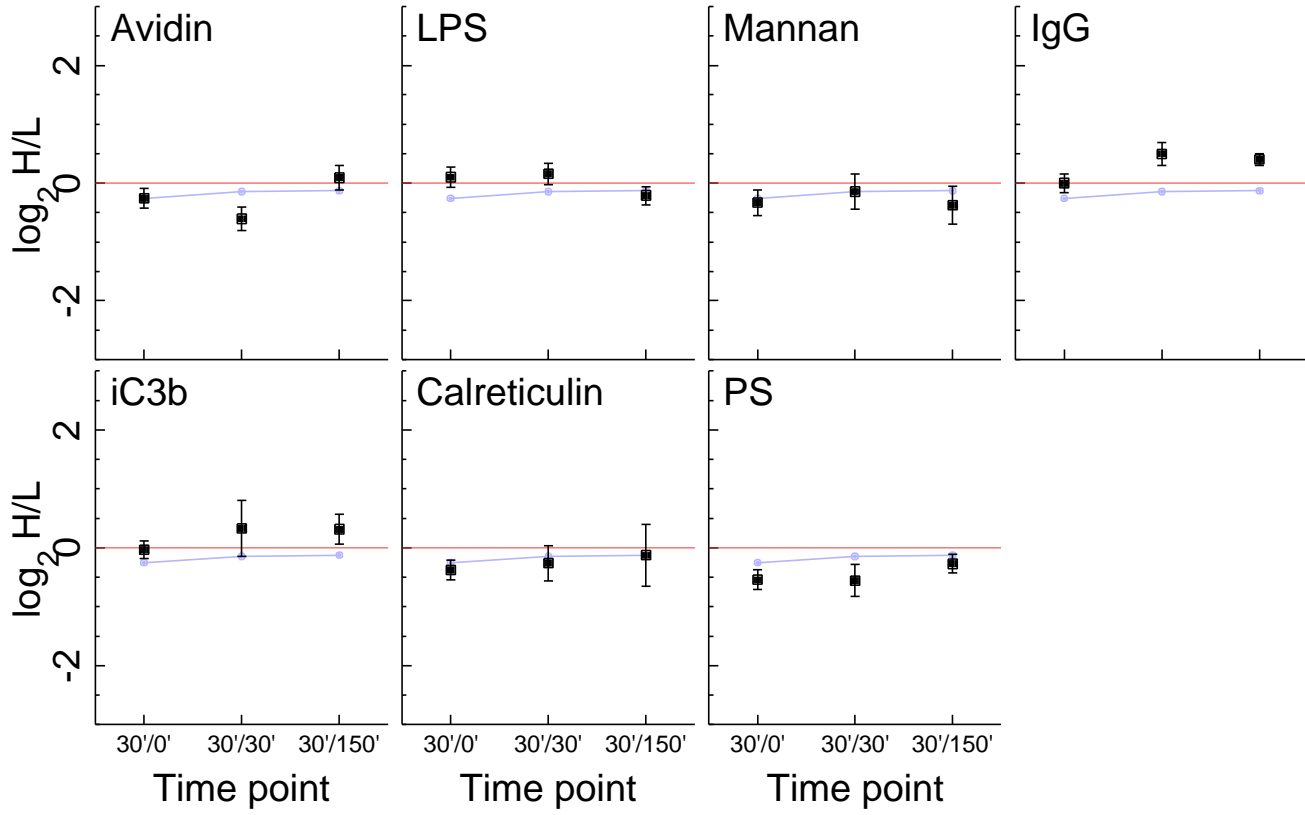 Avidin
LPS
Mannan
IgG
log2 H/L
2
0
-2
iC3b
Calreticulin
PS
log2 H/L
2
0
-2
30'/0' 30'/30' 30'/150'
30'/0' 30'/30' 30'/150'
30'/0' 30'/30' 30'/150'
Time point
Time point
Time point